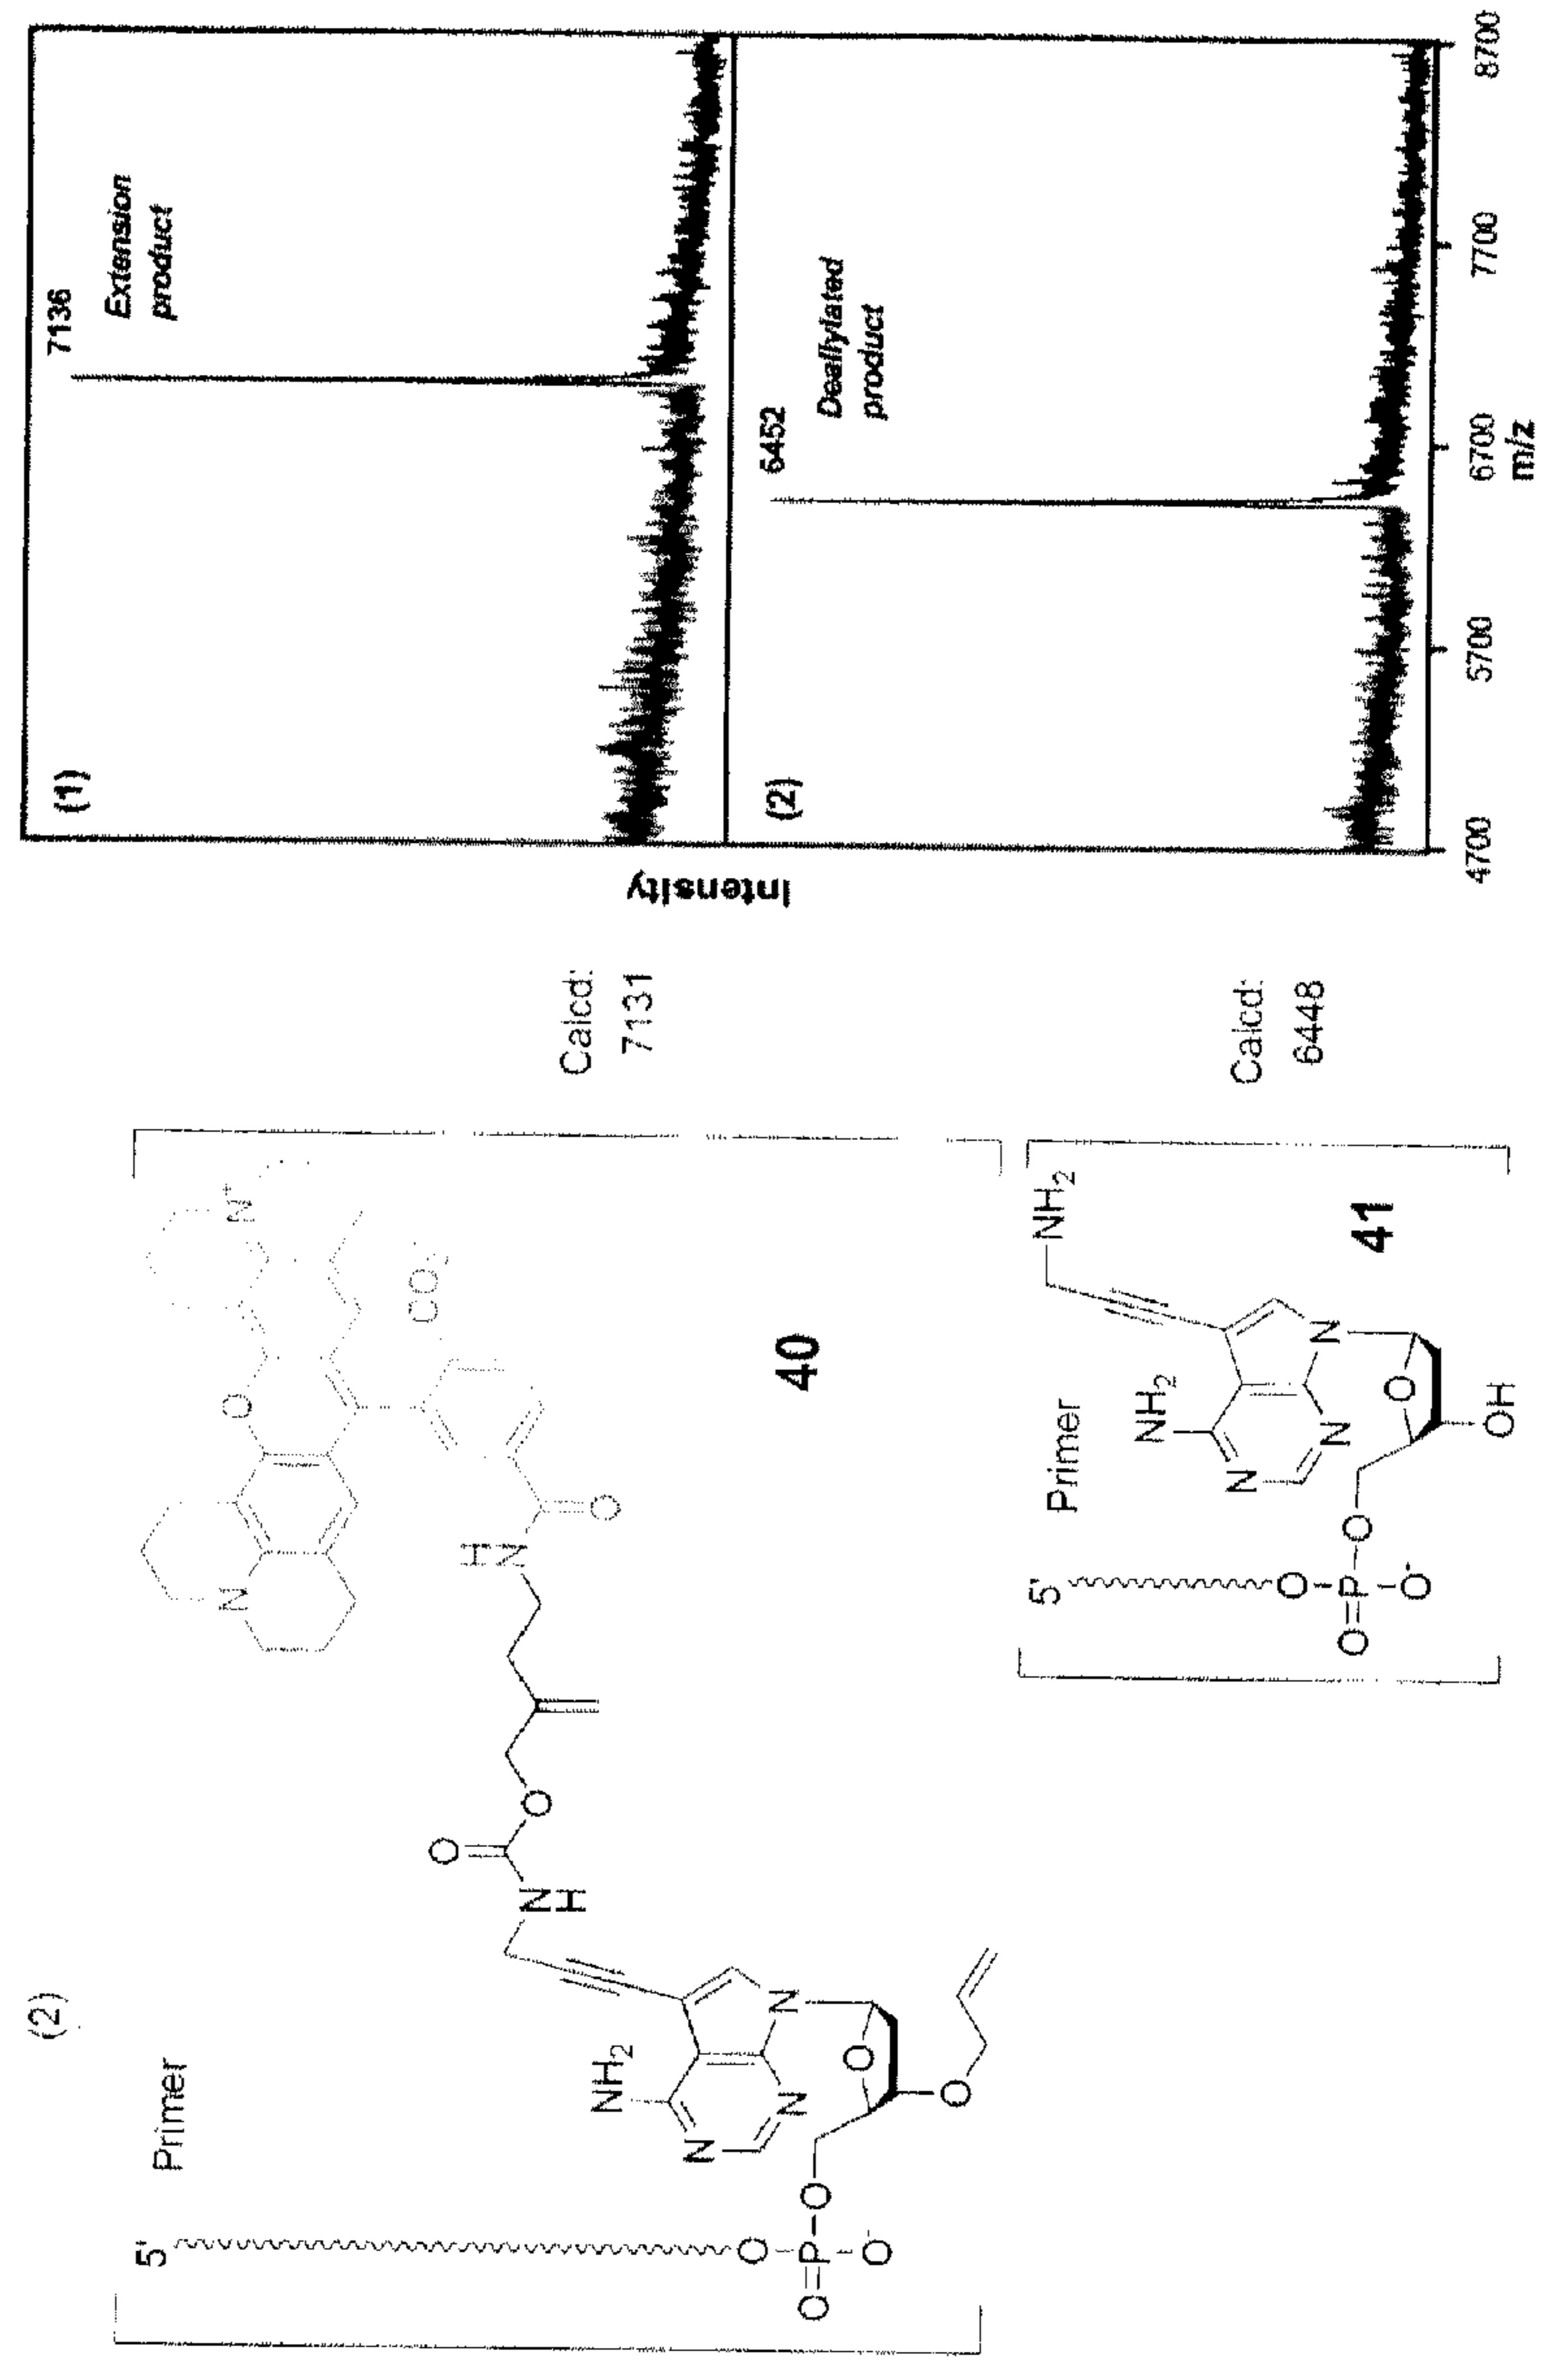 (2)
(1)
7136
Extension
product
5'
Primer
N
O
N+
CO2-
O
O
NH
HN
O
NH2
N
N
N
O
O
O=P-O
O-
O
40
Calcd:
7131
Intensity
(2)
6452
Deallylated
product
5'
Primer
NH2
NH2
N
N
N
O
O
O=P-O
O-
OH
41
Calcd:
6448
4700 5700 6700 7700 8700
m/z